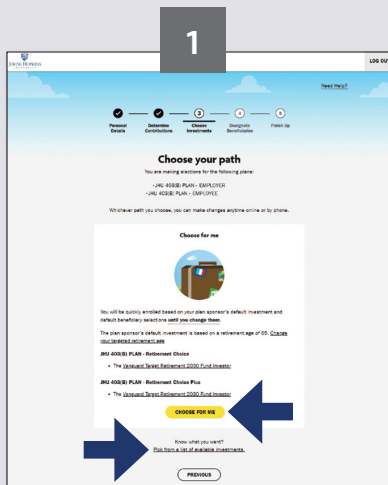 1
JOHNS HOPKINS
UNIVERSITY
LOG OUT
Need Help?
3
4
5
Personal Details
Determine Contributions
Choose Investments
Designate Beneficiaries
Finish Up
Choose your path
You are making elections for the following plans:
-JHU 403(B) PLAN - EMPLOYER
-JHU 403(B) PLAN - EMPLOYEE
Whichever path you choose, you can make changes anytime online or by phone.
Choose for me
You will be quickly enrolled based on your plan sponsor's default investment and
default beneficiary selections until you change them.
The plan sponsor's default investment is based on a retirement age of 65. Change
your targeted retirement age
JHU 403(B) PLAN - Retirement Choice
• The Vanguard Target Retirement 2030 Fund Investor
JHU 403(B) PLAN - Retirement Choice Plus
• The Vanguard Target Retirement 2030 Fund Investor
CHOOSE FOR ME
Know what you want?
Pick from a list of available investments.
PREVIOUS